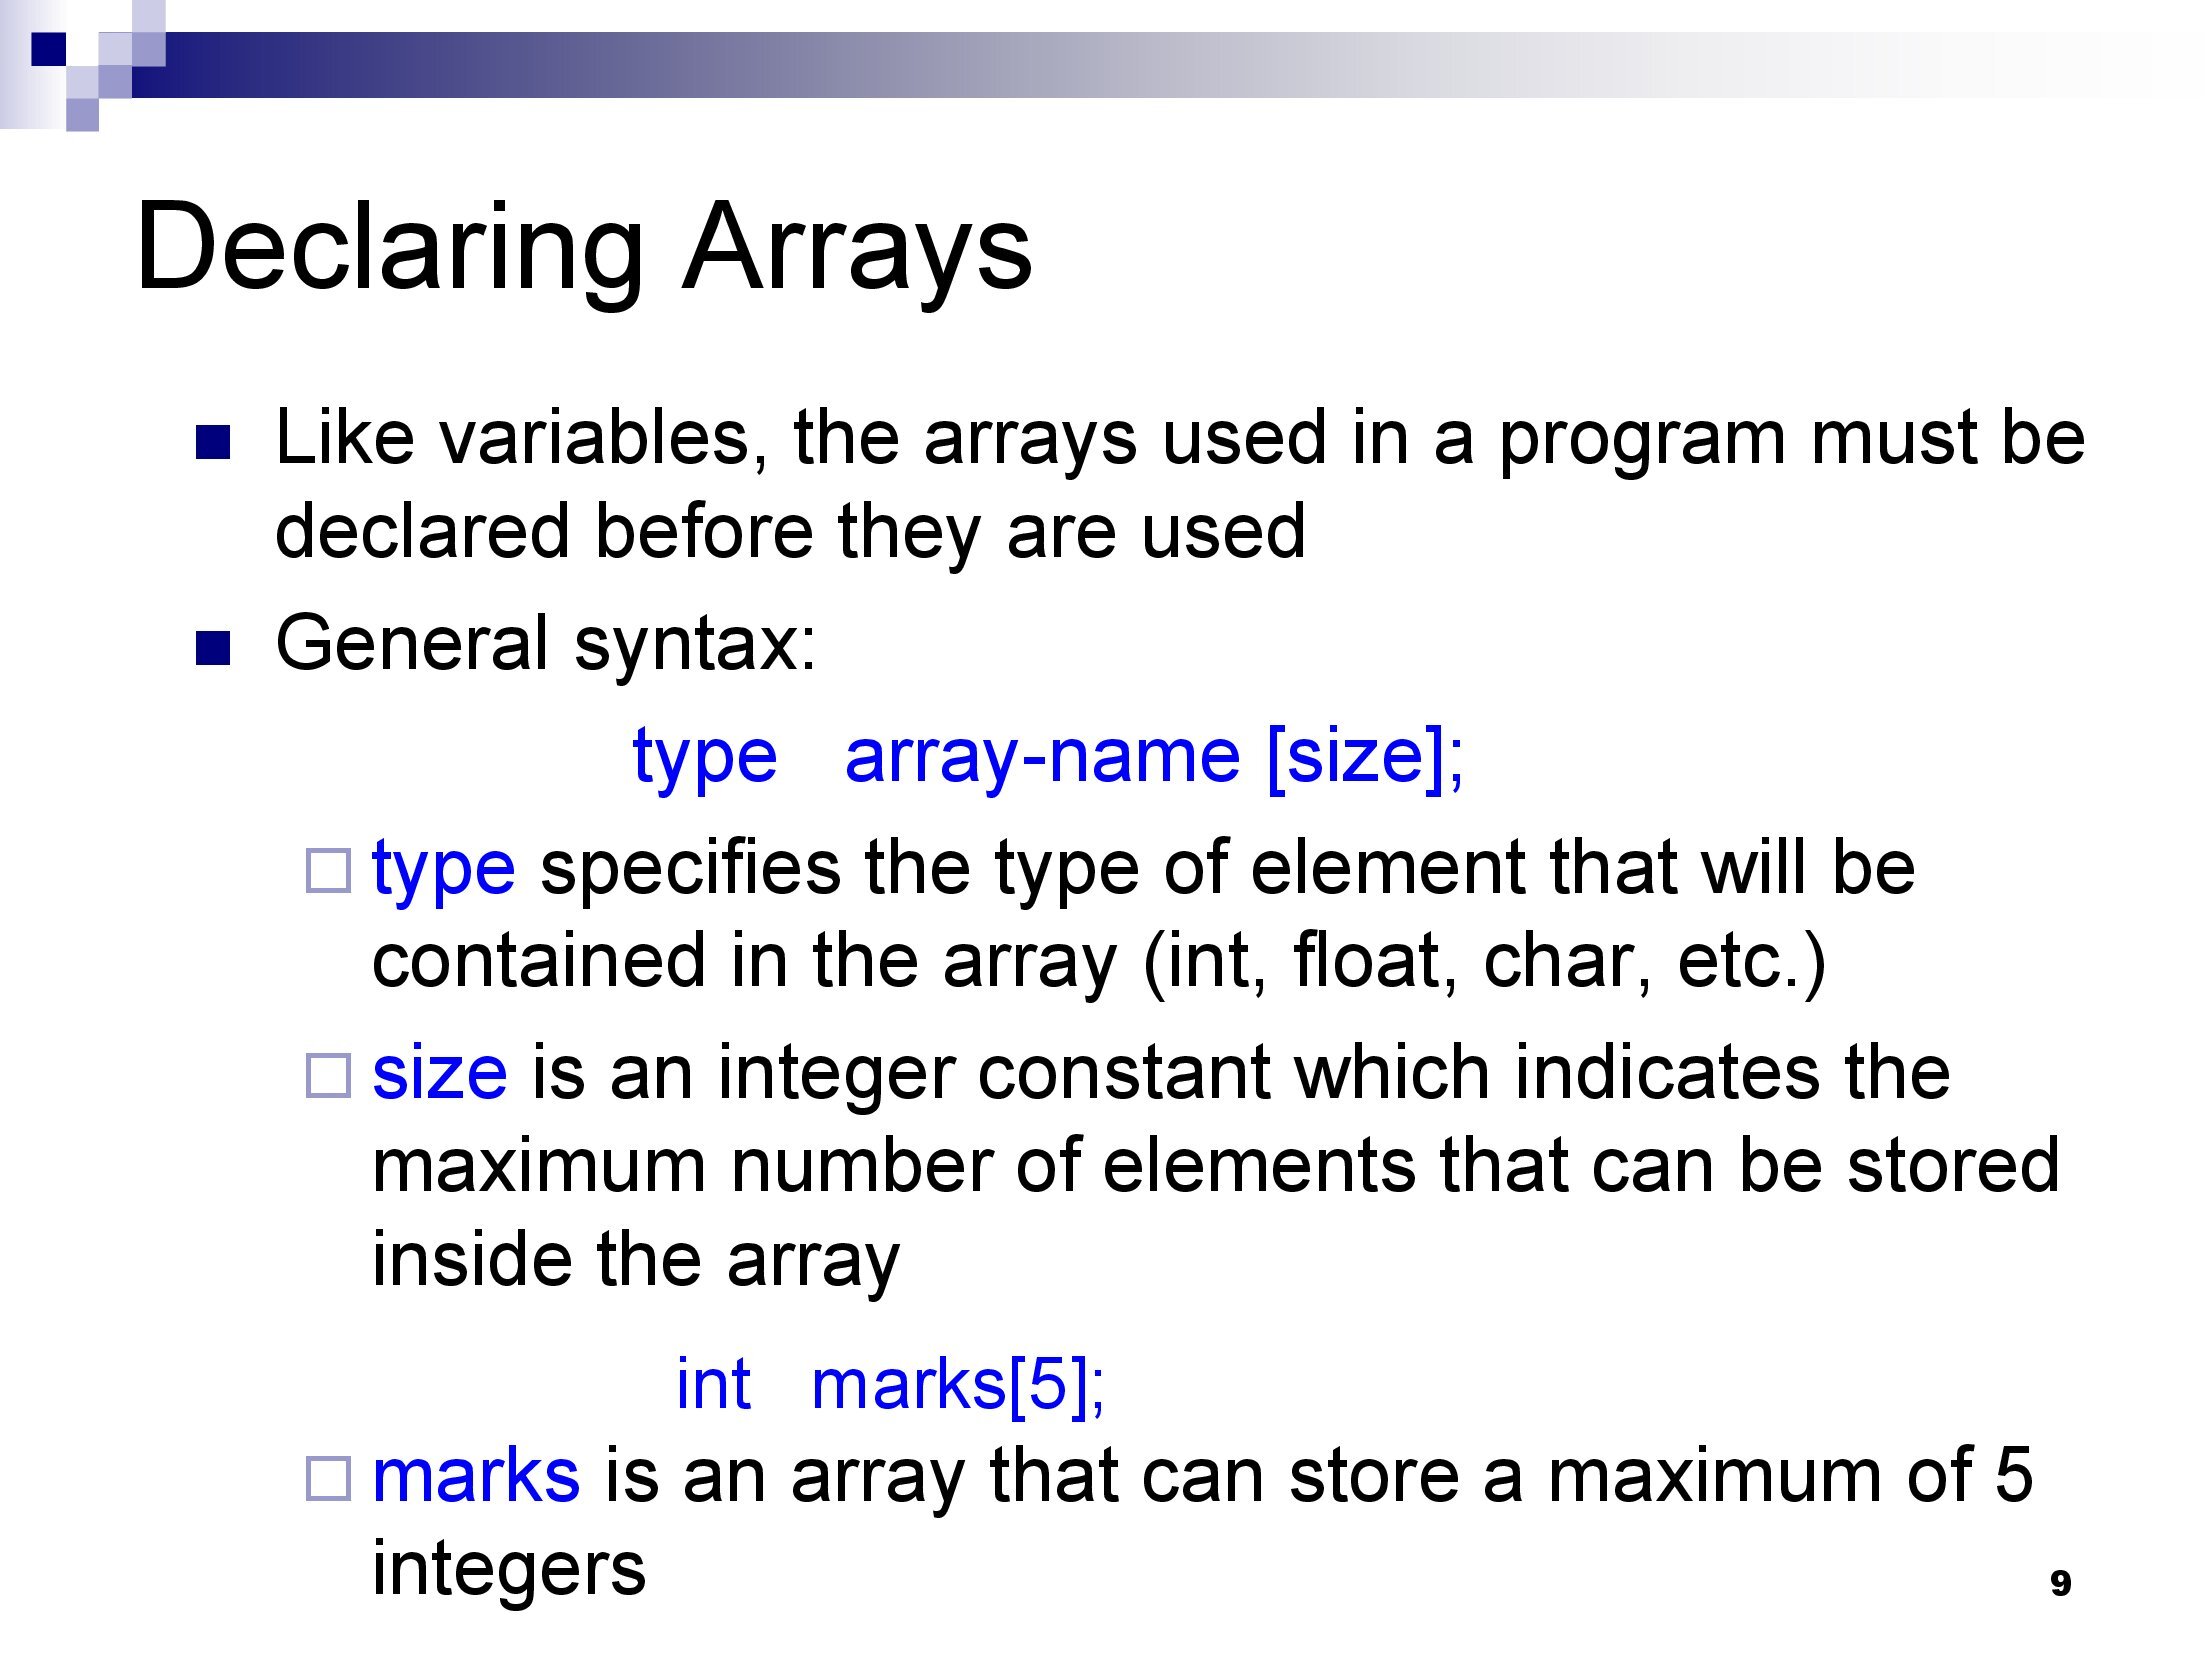 Declaring Arrays
Like variables, the arrays used in a program must be
declared before they are used
General syntax:
type array-name [size];
type specifies the type of element that will be
contained in the array (int, float, char, etc.)
size is an integer constant which indicates the
maximum number of elements that can be stored
inside the array
int marks[5];
marks is an array that can store a maximum of 5
integers
9